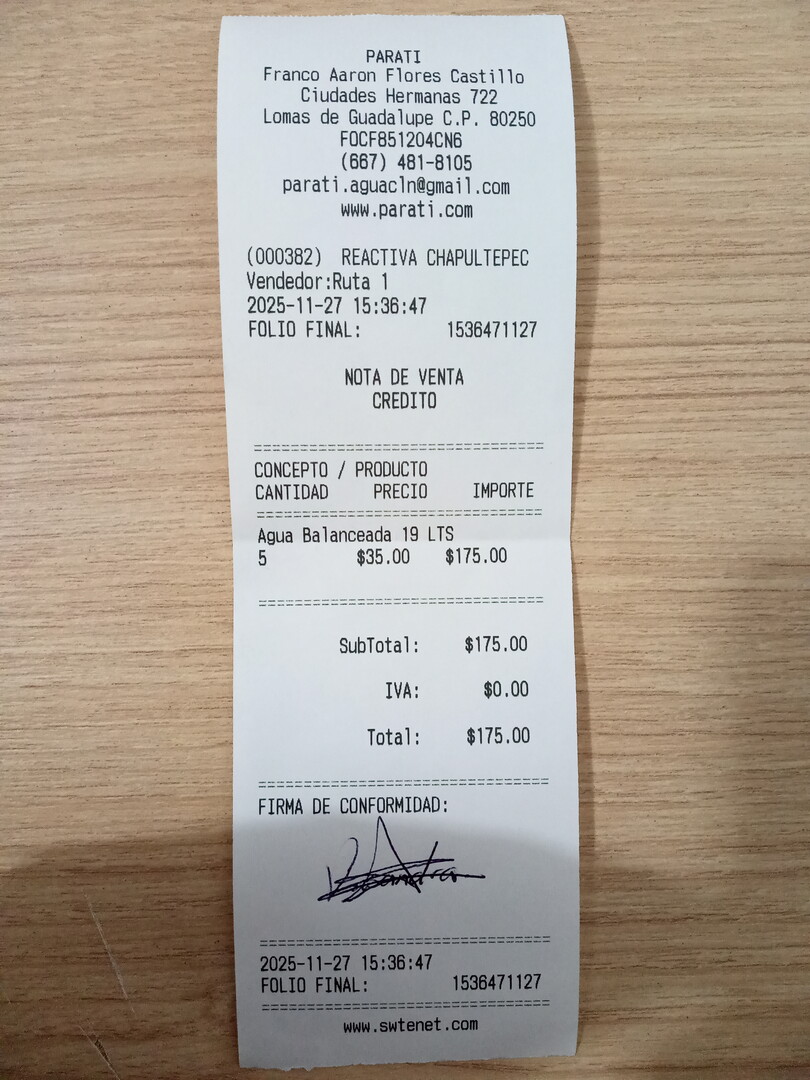 PARATI
Franco Aaron Flores Castillo
Ciudades Hermanas 722
Lomas de Guadalupe C.P. 80250
FOCF851204CN6
(667) 481-8105
parati.aguacln@gmail.com
www.parati.com
(000382) REACTIVA CHAPULTEPEC
Vendedor:Ruta 1
2025-11-27 15:36:47
FOLIO FINAL: 1536471127
NOTA DE VENTA
CREDITO
================================
CONCEPTO / PRODUCTO
CANTIDAD PRECIO IMPORTE
================================
Agua Balanceada 19 LTS
5 $35.00 $175.00
================================
SubTotal: $175.00
IVA: $0.00
Total: $175.00
================================
FIRMA DE CONFORMIDAD:
================================
2025-11-27 15:36:47
FOLIO FINAL: 1536471127
================================
www.swtenet.com